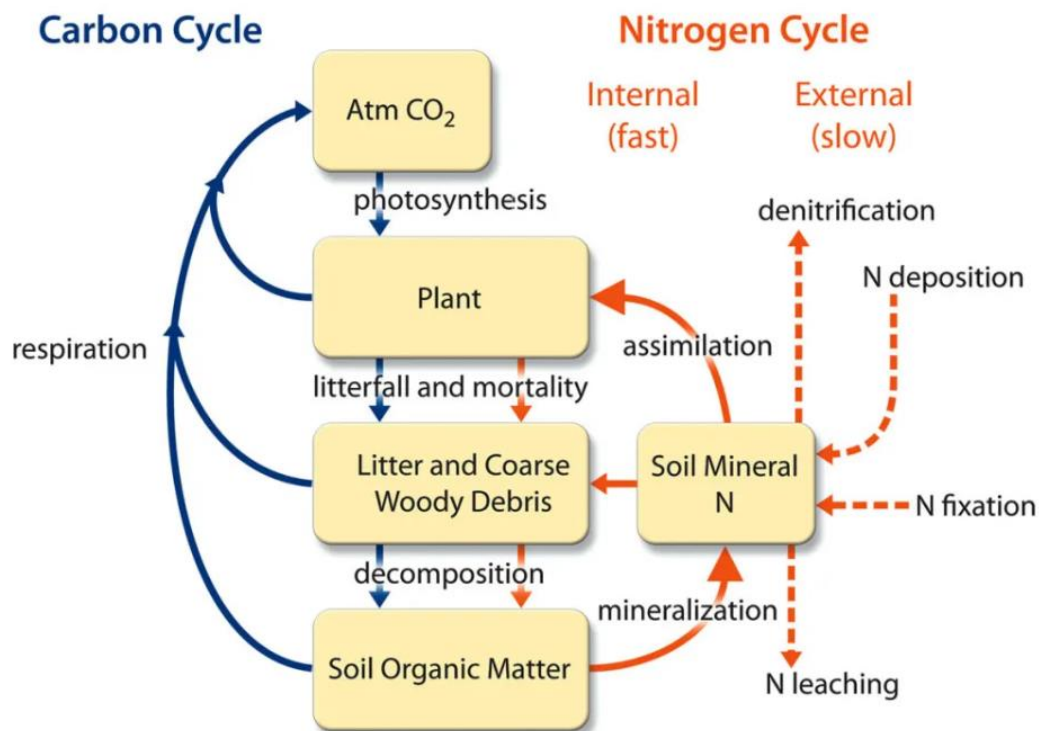 Carbon Cycle
Nitrogen Cycle
Internal
(fast)
External
(slow)
Atm CO₂
photosynthesis
denitrification
Plant
N deposition
respiration
assimilation
litterfall and mortality
Litter and Coarse
Woody Debris
Soil Mineral
N
N fixation
decomposition
mineralization
Soil Organic Matter
N leaching